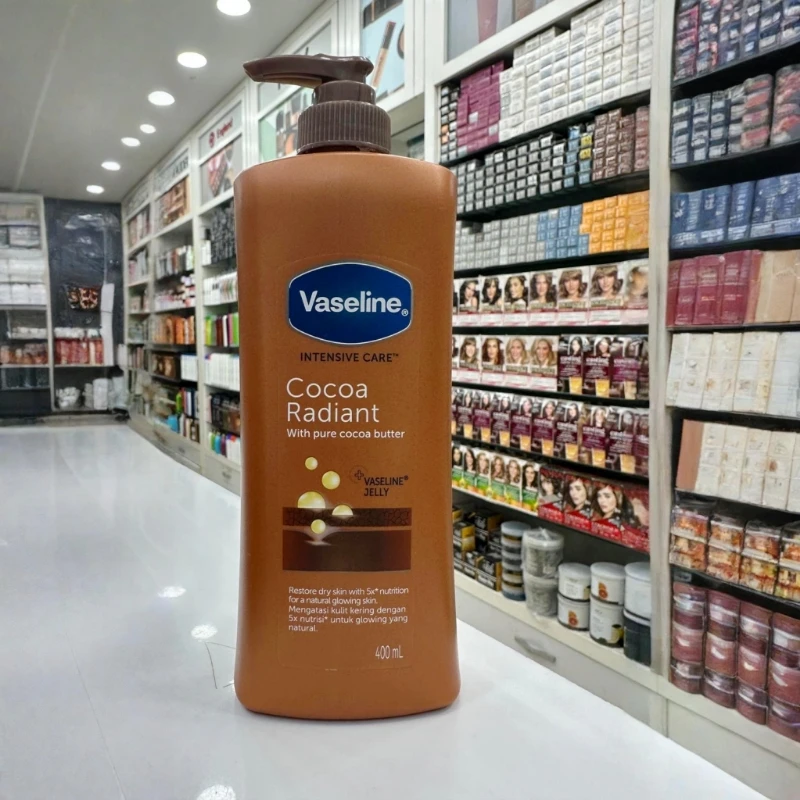 Vaseline®
INTENSIVE CARE™
Cocoa
Radiant
With pure cocoa butter
+ VASELINE®
JELLY
Restore dry skin with 5x* nutrition
for a natural glowing skin.
Mengatasi kulit kering dengan
5x nutrisi* untuk glowing yang
natural.
400 mL